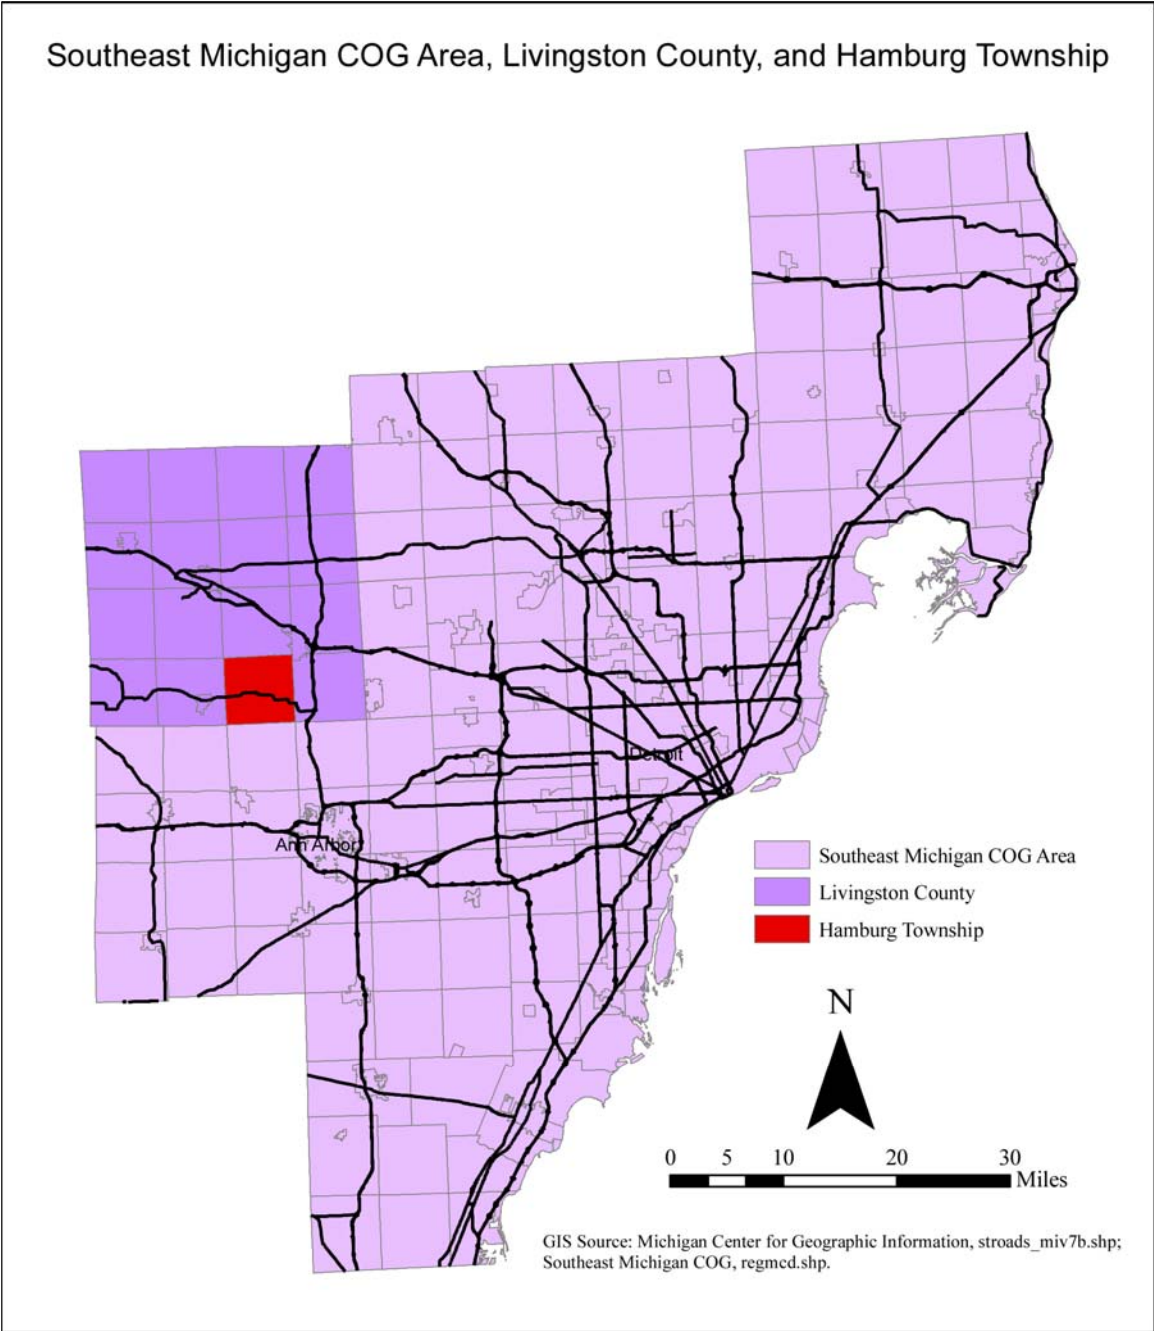 Southeast Michigan COG Area, Livingston County, and Hamburg Township
Detroit
Ann Arbor
Southeast Michigan COG Area
Livingston County
Hamburg Township
N
0 5 10 20 30
Miles
GIS Source: Michigan Center for Geographic Information, stroads_miv7b.shp;
Southeast Michigan COG, regmcd.shp.